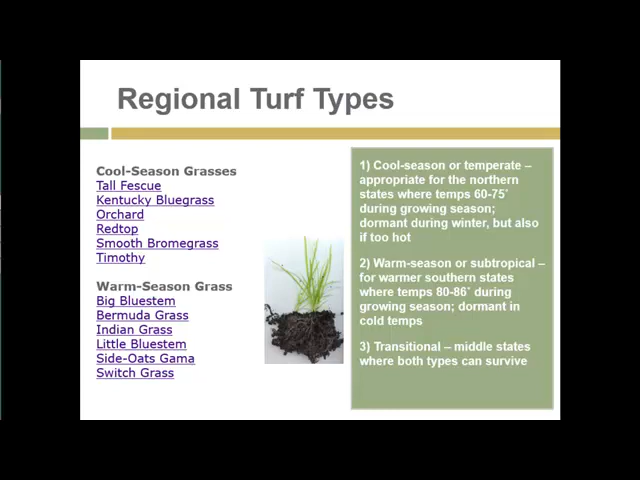 Regional Turf Types
Cool-Season Grasses
Tall Fescue
Kentucky Bluegrass
Orchard
Redtop
Smooth Bromegrass
Timothy
Warm-Season Grass
Big Bluestem
Bermuda Grass
Indian Grass
Little Bluestem
Side-Oats Gama
Switch Grass
1) Cool-season or temperate –
appropriate for the northern
states where temps 60-75˚
during growing season;
dormant during winter, but also
if too hot
2) Warm-season or subtropical –
for warmer southern states
where temps 80-86˚ during
growing season; dormant in
cold temps
3) Transitional – middle states
where both types can survive